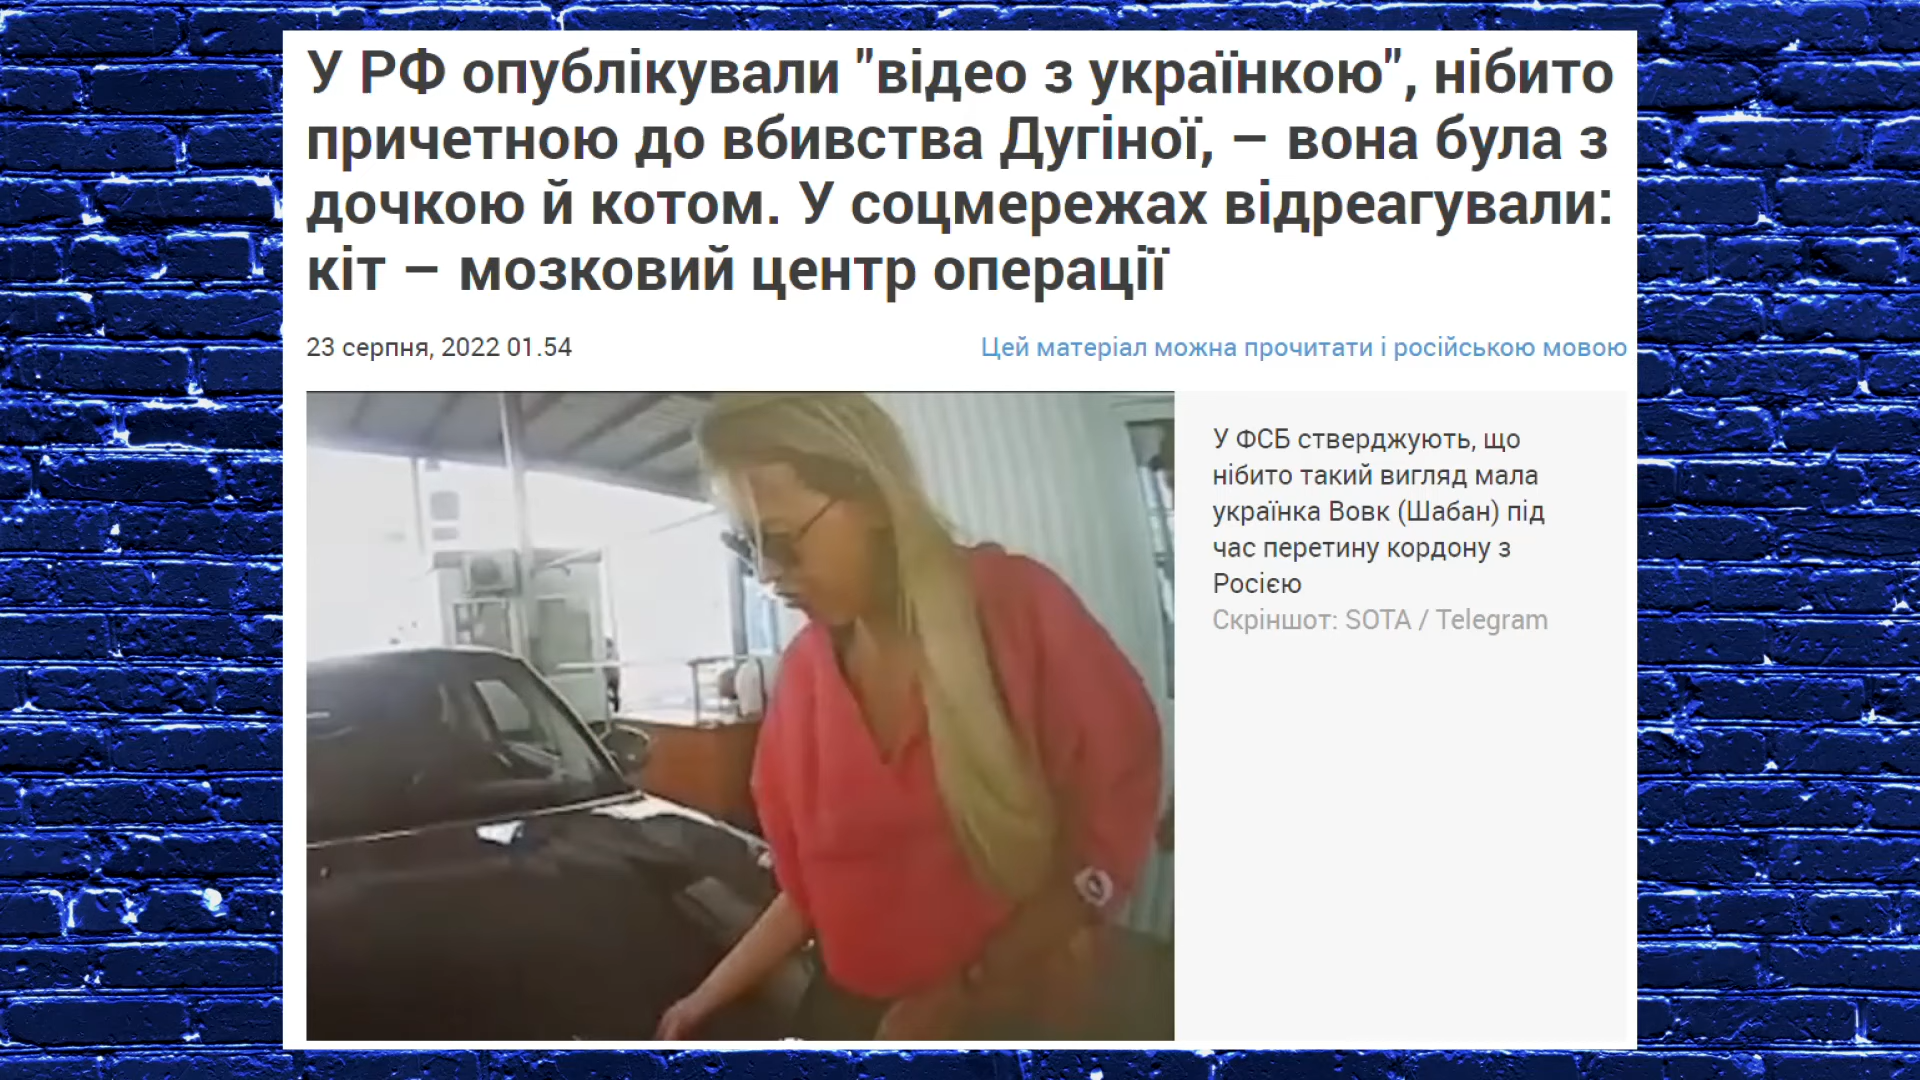 У РФ опублікували "відео з українкою", нібито
причетною до вбивства Дугіної, – вона була з
дочкою й котом. У соцмережах відреагували:
кіт – мозковий центр операції
23 серпня, 2022 01.54
Цей матеріал можна прочитати і російською мовою
У ФСБ стверджують, що
нібито такий вигляд мала
українка Вовк (Шабан) під
час перетину кордону з
Росією
Скріншот: SOTA / Telegram